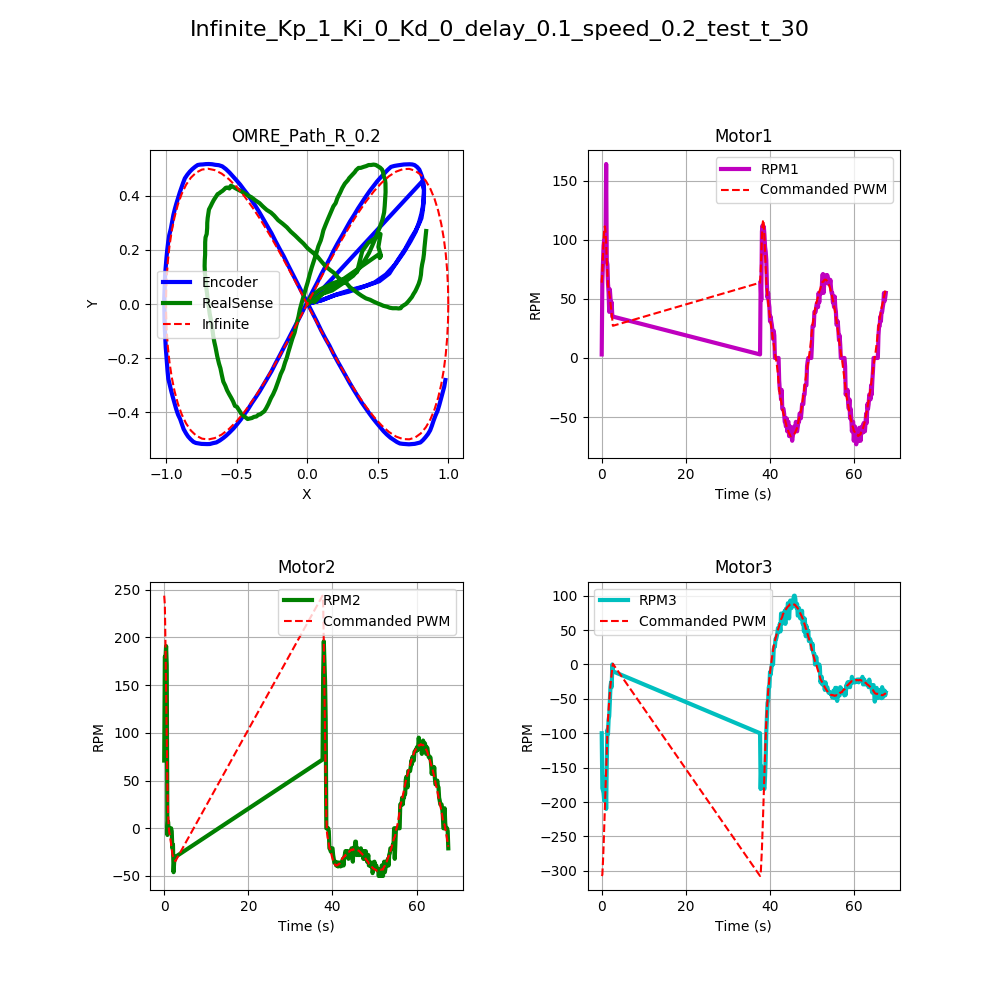 Infinite_Kp_1_Ki_0_Kd_0_delay_0.1_speed_0.2_test_t_30
OMRE_Path_R_0.2
0.4
0.2
0.0
−0.2
−0.4
Y
Encoder
RealSense
Infinite
−1.0 −0.5 0.0 0.5 1.0
X
Motor1
RPM1
Commanded PWM
150
100
50
0
−50
RPM
0 20 40 60
Time (s)
Motor2
RPM2
Commanded PWM
250
200
150
100
50
0
−50
RPM
0 20 40 60
Time (s)
Motor3
RPM3
Commanded PWM
100
50
0
−50
−100
−150
−200
−250
−300
RPM
0 20 40 60
Time (s)